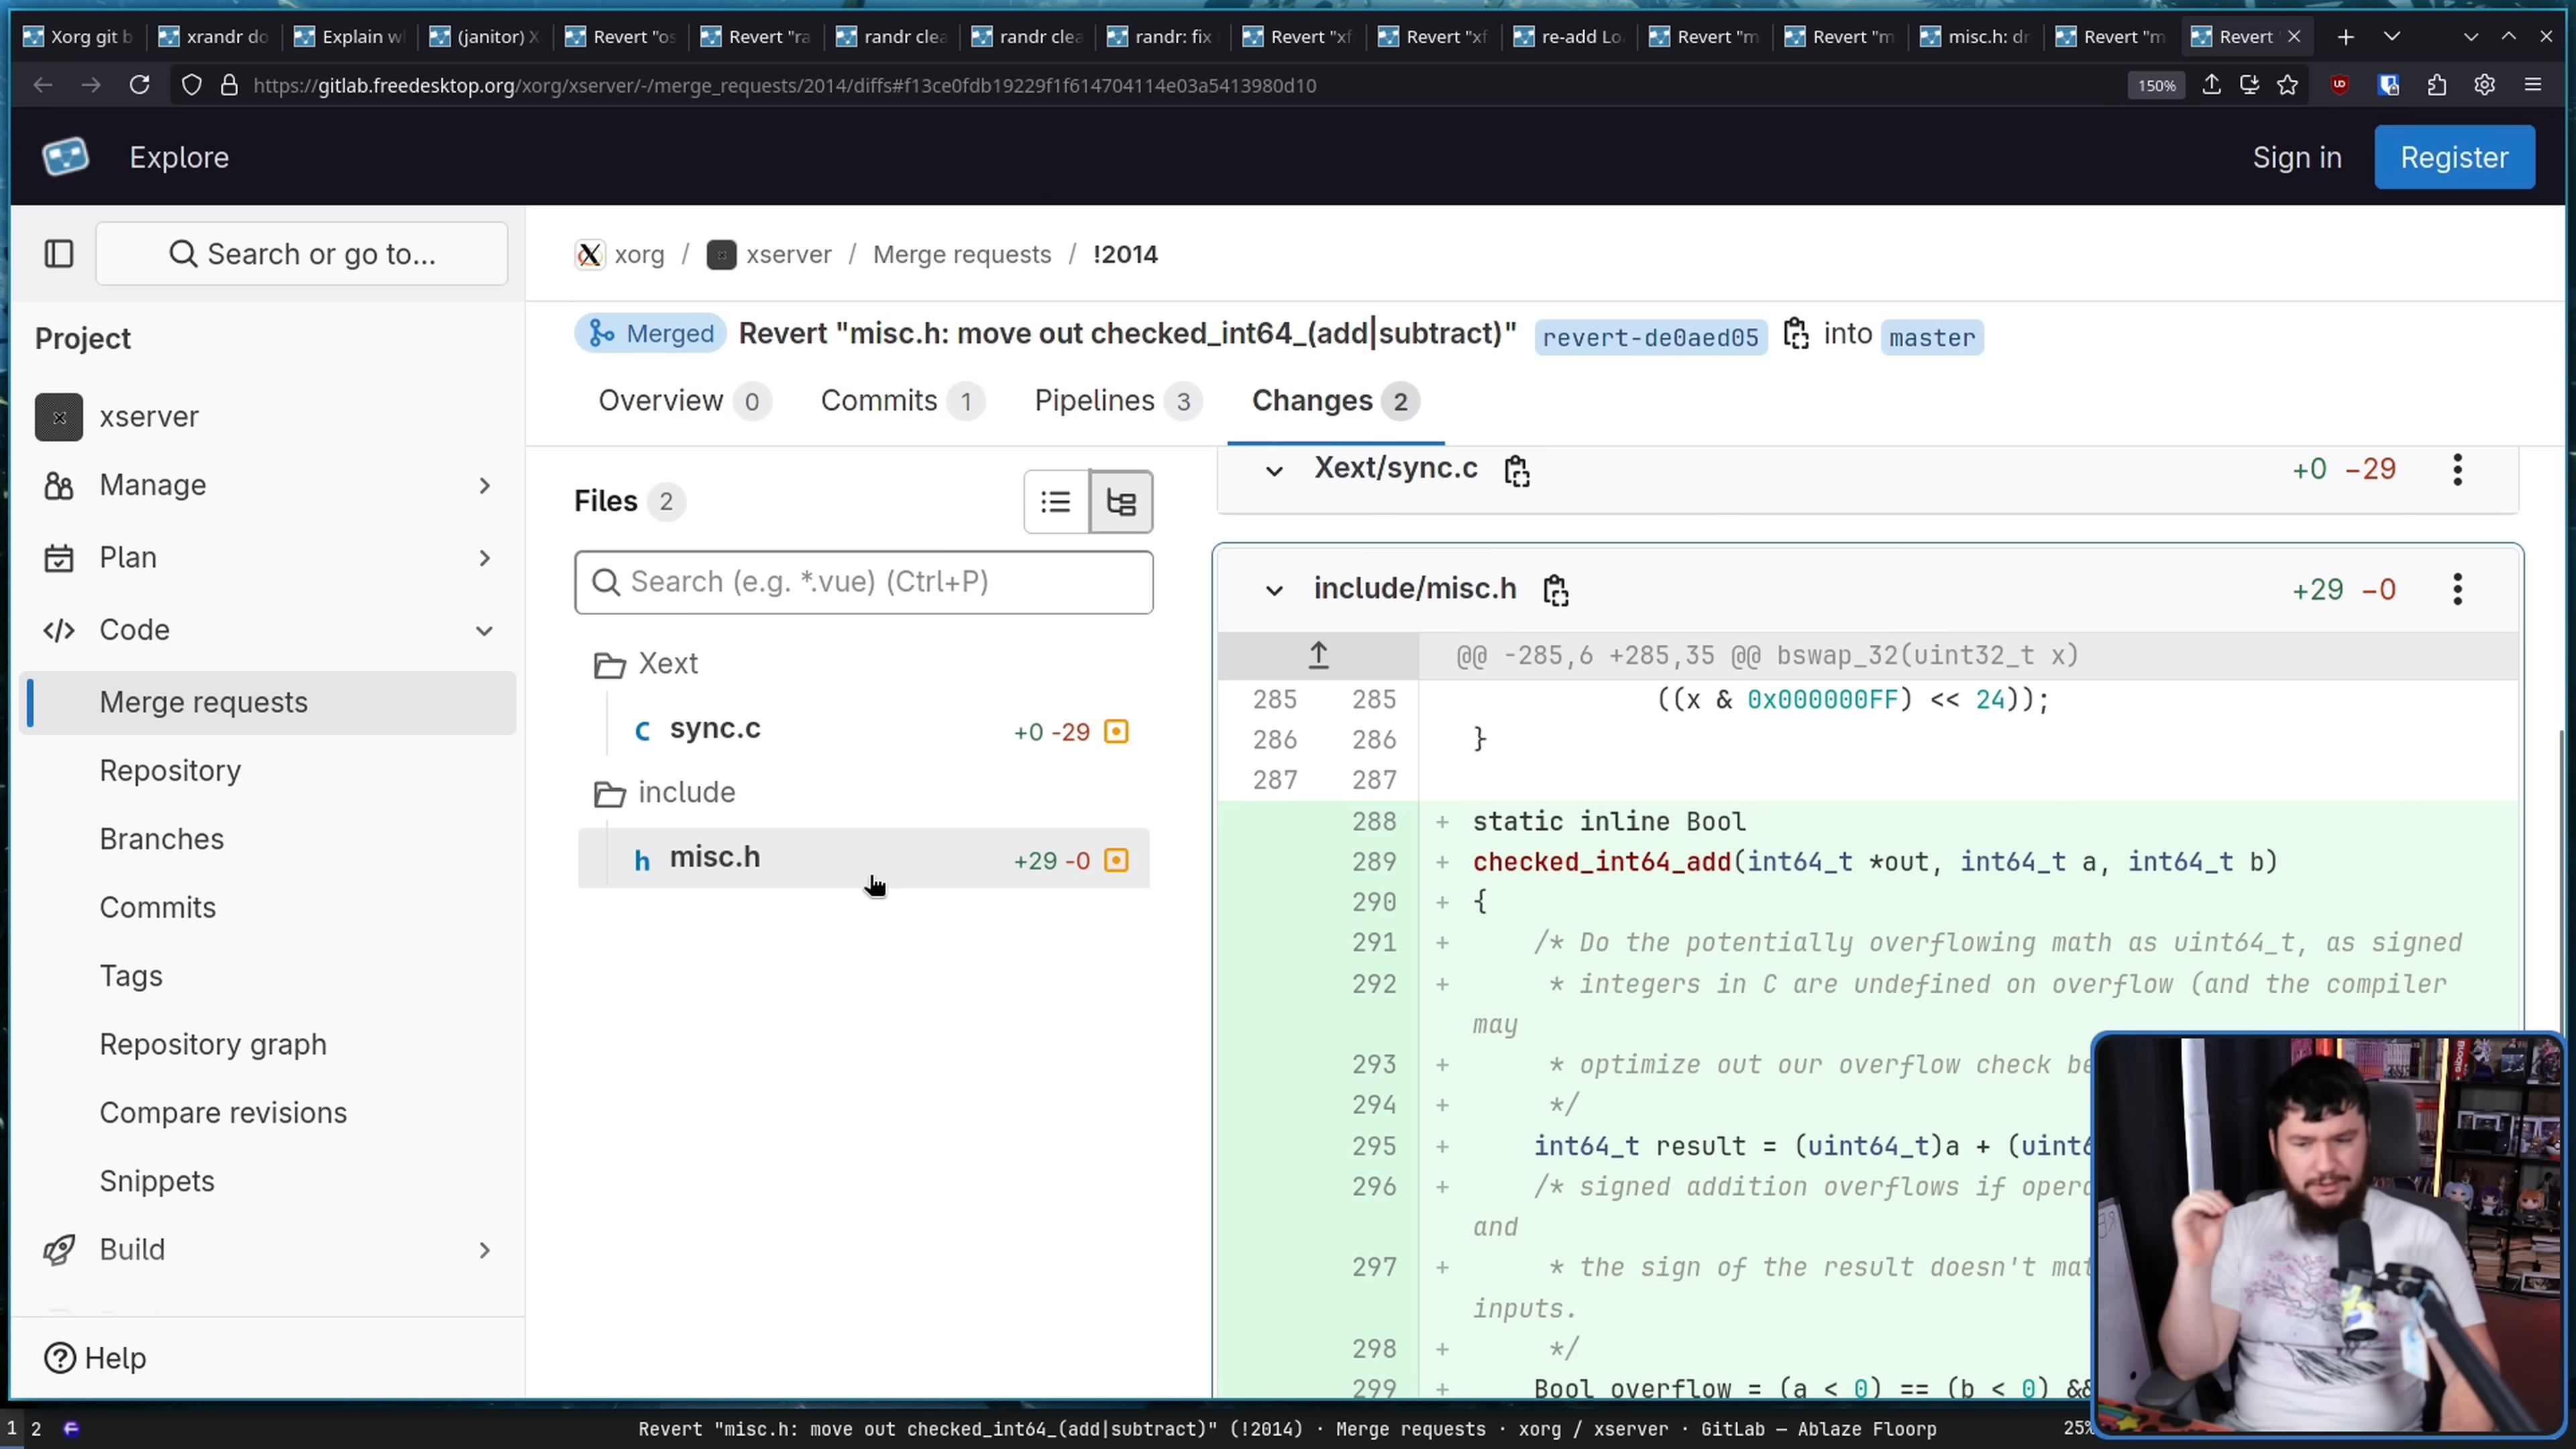 Xorg git b
xrandr do
Explain w
(janitor) X
Revert "os
Revert "ra
randr clea
randr clea
randr: fix
Revert "xf
Revert "xf
re-add Lo
Revert "m
Revert "m
misc.h: dr
Revert "m
Revert
https://gitlab.freedesktop.org/xorg/xserver/-/merge_requests/2014/diffs#f13ce0fdb19229f1f614704114e03a5413980d10
150%
Explore
Sign in
Register
Search or go to...
xorg / xserver / Merge requests / !2014
Project
Merged Revert "misc.h: move out checked_int64_(add|subtract)" revert-de0aed05 into master
xserver
Overview 0 Commits 1 Pipelines 3 Changes 2
Manage
Plan
Code
Merge requests
Repository
Branches
Commits
Tags
Repository graph
Compare revisions
Snippets
Build
Help
Files 2
Search (e.g. *.vue) (Ctrl+P)
Xext
C sync.c +0 -29
include
h misc.h +29 -0
Xext/sync.c +0 −29
include/misc.h +29 −0
@@ -285,6 +285,35 @@ bswap_32(uint32_t x)
285 285 ((x & 0x000000FF) << 24));
286 286 }
287 287
288 + static inline Bool
289 + checked_int64_add(int64_t *out, int64_t a, int64_t b)
290 + {
291 + /* Do the potentially overflowing math as uint64_t, as signed
292 + * integers in C are undefined on overflow (and the compiler
may
293 + * optimize out our overflow check be
294 + */
295 + int64_t result = (uint64_t)a + (uint6
296 + /* signed addition overflows if oper
and
297 + * the sign of the result doesn't mat
inputs.
298 + */
299 + Bool overflow = (a < 0) == (b < 0) &&
1 2
Revert "misc.h: move out checked_int64_(add|subtract)" (!2014) · Merge requests · xorg / xserver · GitLab — Ablaze Floorp
25%